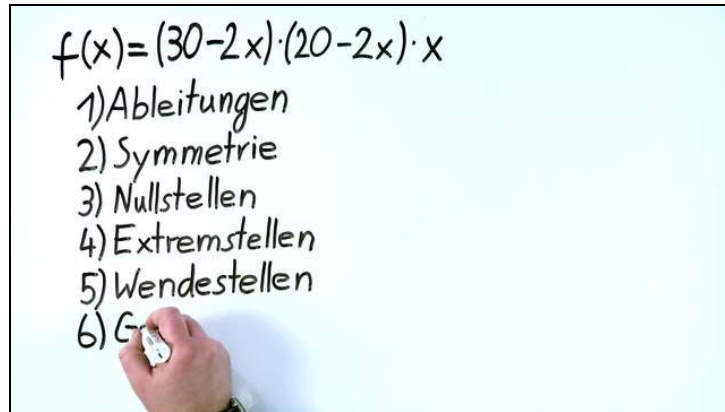 f(x)=(30-2x)·(20-2x)·x
1)Ableitungen
2) Symmetrie
3) Nullstellen
4) Extremstellen
5) Wendestellen
6) G